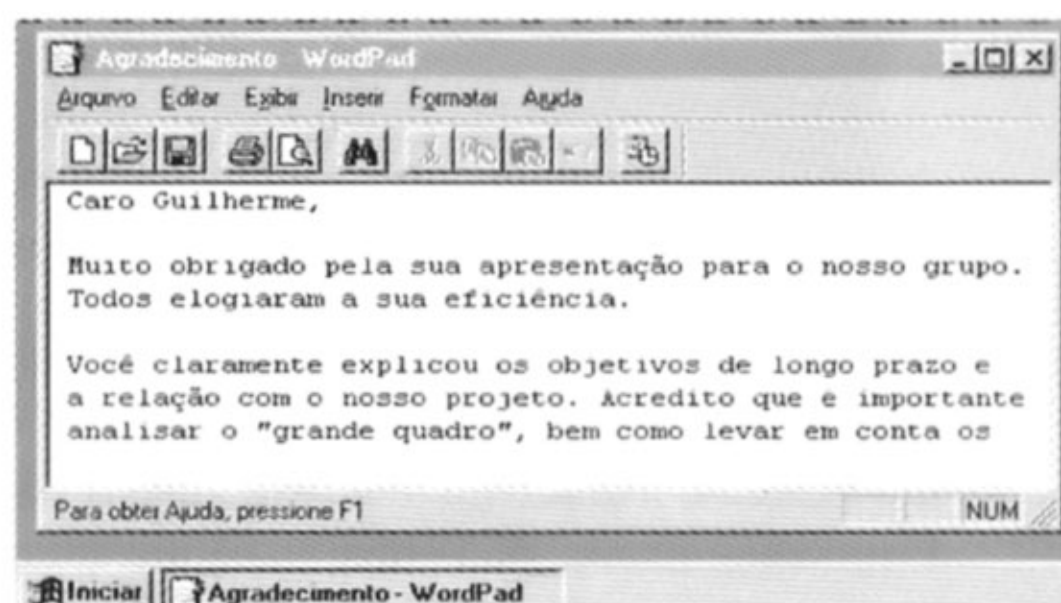 Agradecimento - WordPad
Arquivo Editar Exibir Inserir Formatar Ajuda
Caro Guilherme,
Muito obrigado pela sua apresentação para o nosso grupo.
Todos elogiaram a sua eficiência.
Você claramente explicou os objetivos de longo prazo e
a relação com o nosso projeto. Acredito que é importante
analisar o "grande quadro", bem como levar em conta os
Para obter Ajuda, pressione F1
NUM
Iniciar
Agradecimento - WordPad